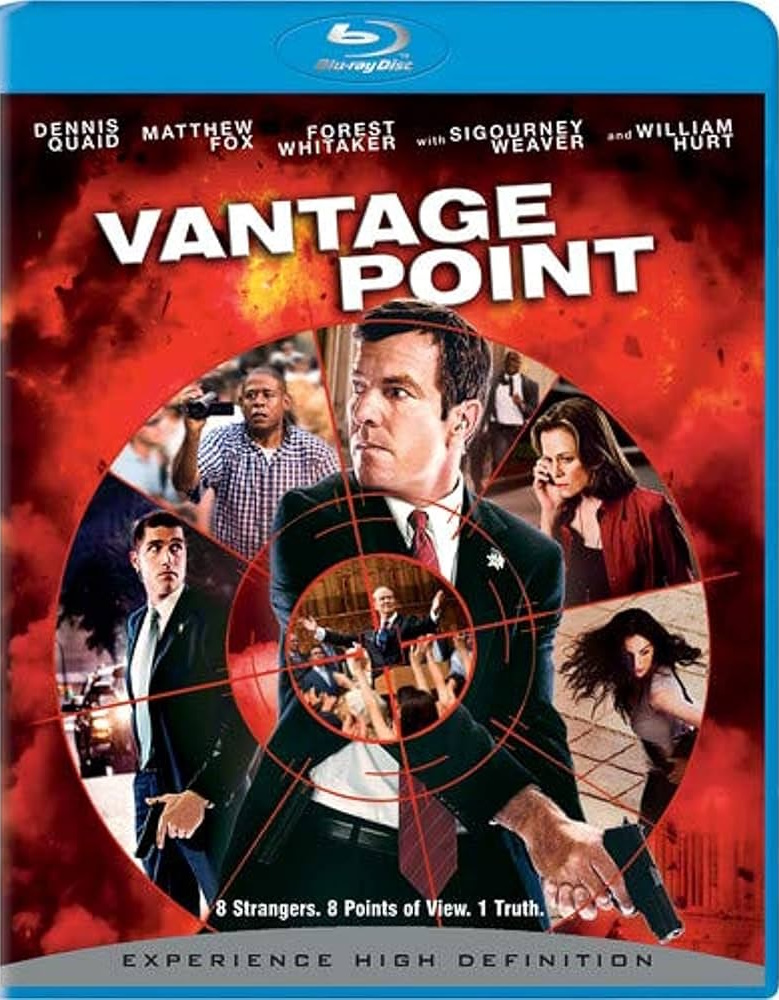 Blu-ray Disc
DENNIS QUAID
MATTHEW FOX
FOREST WHITAKER
with SIGOURNEY WEAVER
and WILLIAM HURT
VANTAGE
POINT
8 Strangers. 8 Points of View. 1 Truth.
EXPERIENCE HIGH DEFINITION